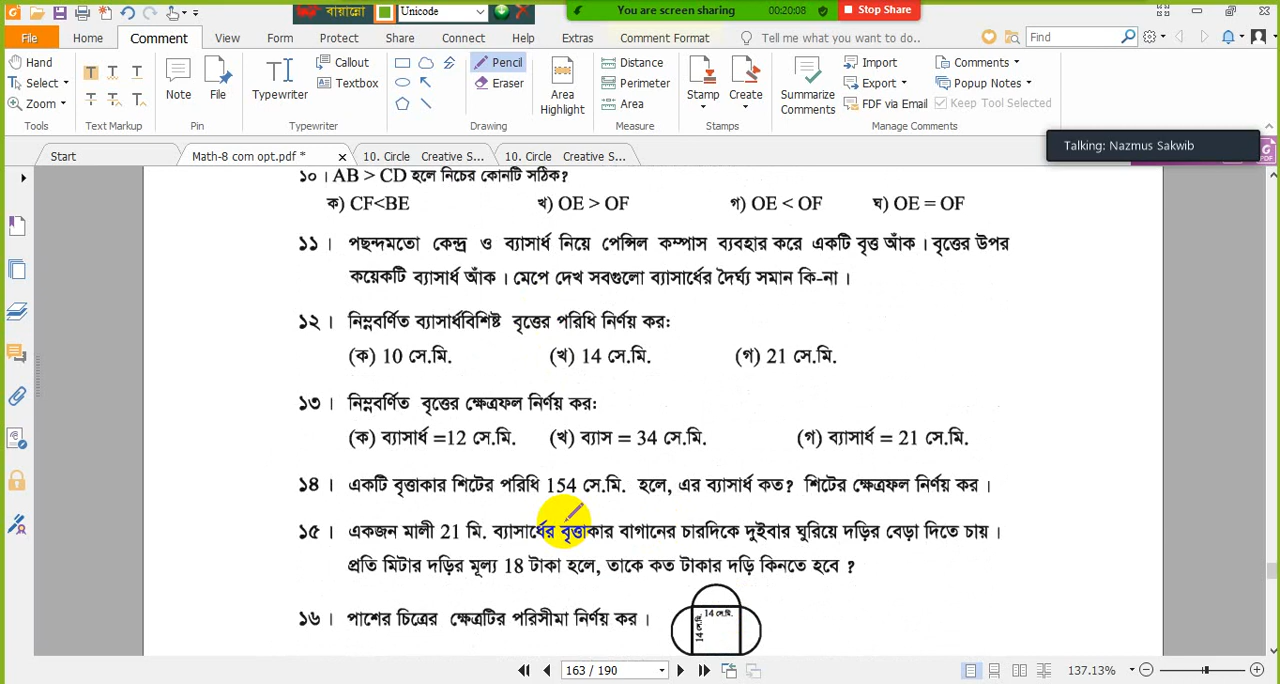 বায়ান্নো
Unicode
You are screen sharing
00:20:08
Stop Share
File Home Comment View Form Protect Share Connect Help Extras Comment Format Tell me what you want to do.. Find
Hand
Select
Zoom
Tools
Text Markup
Note
File
Pin
Typewriter
Callout
Textbox
Typewriter
Pencil
Eraser
Drawing
Area Highlight
Distance
Perimeter
Area
Measure
Stamp
Create
Stamps
Summarize Comments
Import
Export
FDF via Email
Comments
Popup Notes
Keep Tool Selected
Manage Comments
Talking: Nazmus Sakwib
Start
Math-8 com opt.pdf *
10. Circle Creative S...
10. Circle Creative S...
১০। AB > CD হলে নিচের কোনটি সঠিক?
ক) CF<BE খ) OE > OF গ) OE < OF ঘ) OE = OF
১১। পছন্দমতো কেন্দ্র ও ব্যাসার্ধ নিয়ে পেন্সিল কম্পাস ব্যবহার করে একটি বৃত্ত আঁক। বৃত্তের উপর
কয়েকটি ব্যাসার্ধ আঁক। মেপে দেখ সবগুলো ব্যাসার্ধের দৈর্ঘ্য সমান কি-না।
১২। নিম্নবর্ণিত ব্যাসার্ধবিশিষ্ট বৃত্তের পরিধি নির্ণয় কর:
(ক) 10 সে.মি. (খ) 14 সে.মি. (গ) 21 সে.মি.
১৩। নিম্নবর্ণিত বৃত্তের ক্ষেত্রফল নির্ণয় কর:
(ক) ব্যাসার্ধ =12 সে.মি. (খ) ব্যাস = 34 সে.মি. (গ) ব্যাসার্ধ = 21 সে.মি.
১৪। একটি বৃত্তাকার শিটের পরিধি 154 সে.মি. হলে, এর ব্যাসার্ধ কত? শিটের ক্ষেত্রফল নির্ণয় কর।
১৫। একজন মালী 21 মি. ব্যাসার্ধের বৃত্তাকার বাগানের চারদিকে দুইবার ঘুরিয়ে দড়ির বেড়া দিতে চায়।
প্রতি মিটার দড়ির মূল্য 18 টাকা হলে, তাকে কত টাকার দড়ি কিনতে হবে ?
১৬। পাশের চিত্রের ক্ষেত্রটির পরিসীমা নির্ণয় কর।
14 সে.মি.
14 সে.মি.
163 / 190
137.13%